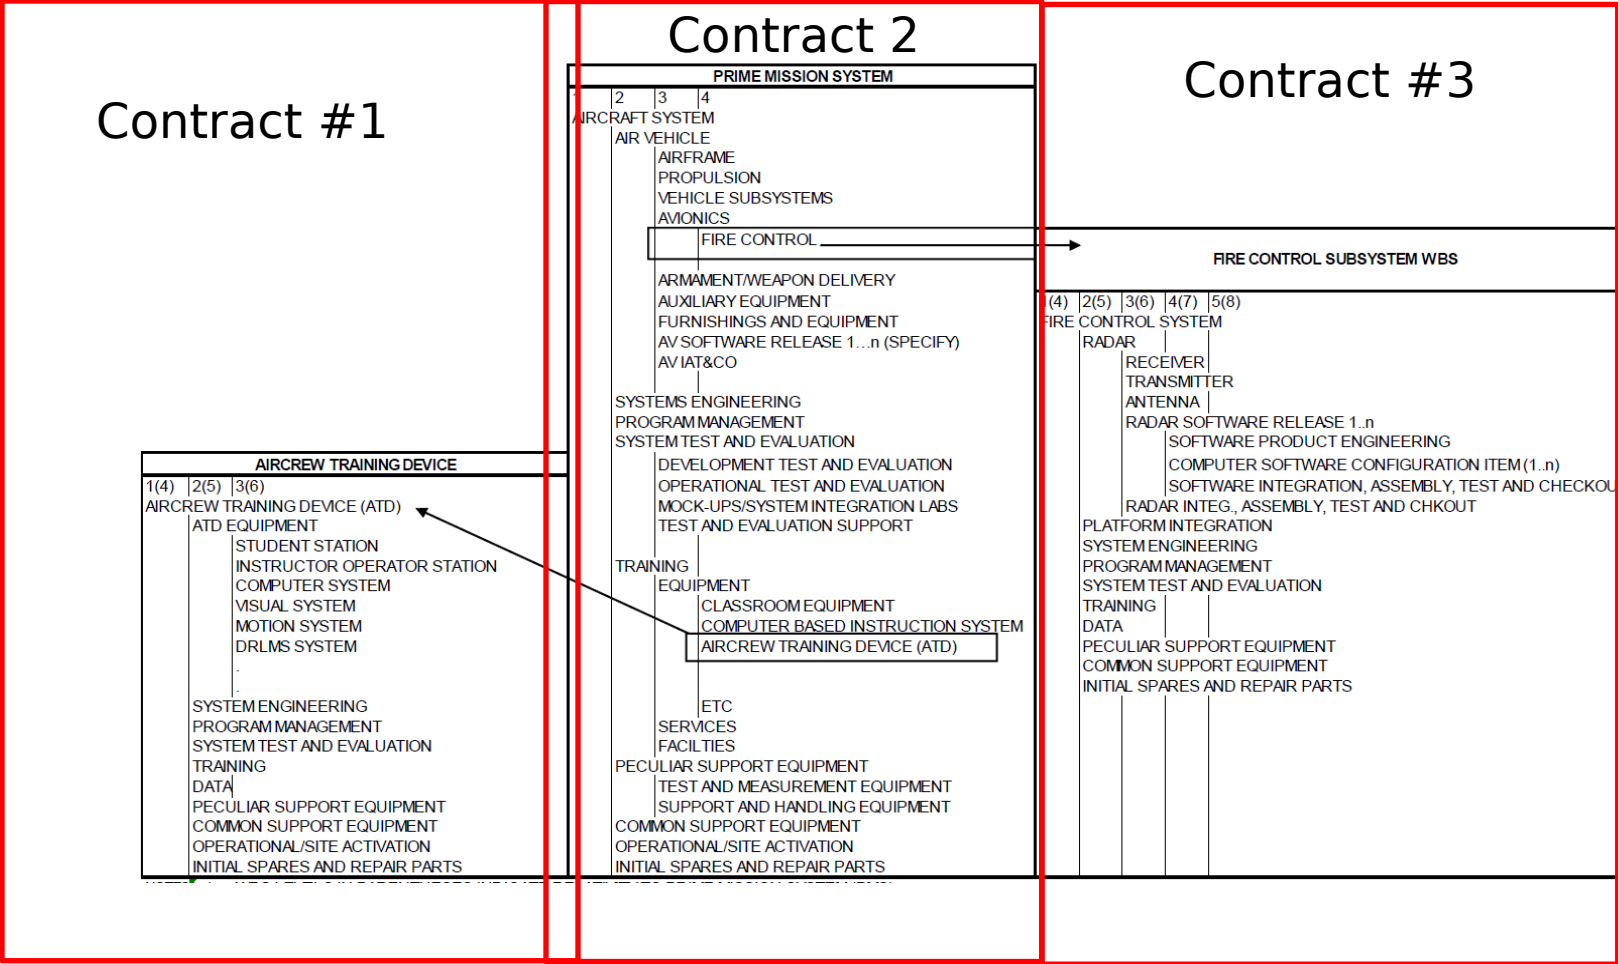 Contract #1
AIRCREW TRAINING DEVICE
1(4) 2(5) 3(6)
AIRCREW TRAINING DEVICE (ATD)
ATD EQUIPMENT
STUDENT STATION
INSTRUCTOR OPERATOR STATION
COMPUTER SYSTEM
VISUAL SYSTEM
MOTION SYSTEM
DRLMS SYSTEM
.
.
SYSTEM ENGINEERING
PROGRAM MANAGEMENT
SYSTEM TEST AND EVALUATION
TRAINING
DATA
PECULIAR SUPPORT EQUIPMENT
COMMON SUPPORT EQUIPMENT
OPERATIONAL/SITE ACTIVATION
INITIAL SPARES AND REPAIR PARTS
Contract 2
PRIME MISSION SYSTEM
1 2 3 4
AIRCRAFT SYSTEM
AIR VEHICLE
AIRFRAME
PROPULSION
VEHICLE SUBSYSTEMS
AVIONICS
FIRE CONTROL
ARMAMENT/WEAPON DELIVERY
AUXILIARY EQUIPMENT
FURNISHINGS AND EQUIPMENT
AV SOFTWARE RELEASE 1…n (SPECIFY)
AV IAT&CO
SYSTEMS ENGINEERING
PROGRAM MANAGEMENT
SYSTEM TEST AND EVALUATION
DEVELOPMENT TEST AND EVALUATION
OPERATIONAL TEST AND EVALUATION
MOCK-UPS/SYSTEM INTEGRATION LABS
TEST AND EVALUATION SUPPORT
TRAINING
EQUIPMENT
CLASSROOM EQUIPMENT
COMPUTER BASED INSTRUCTION SYSTEM
AIRCREW TRAINING DEVICE (ATD)
ETC
SERVICES
FACILTIES
PECULIAR SUPPORT EQUIPMENT
TEST AND MEASUREMENT EQUIPMENT
SUPPORT AND HANDLING EQUIPMENT
COMMON SUPPORT EQUIPMENT
OPERATIONAL/SITE ACTIVATION
INITIAL SPARES AND REPAIR PARTS
Contract #3
FIRE CONTROL SUBSYSTEM WBS
1(4) 2(5) 3(6) 4(7) 5(8)
FIRE CONTROL SYSTEM
RADAR
RECEIVER
TRANSMITTER
ANTENNA
RADAR SOFTWARE RELEASE 1..n
SOFTWARE PRODUCT ENGINEERING
COMPUTER SOFTWARE CONFIGURATION ITEM (1..n)
SOFTWARE INTEGRATION, ASSEMBLY, TEST AND CHECKOU
RADAR INTEG., ASSEMBLY, TEST AND CHKOUT
PLATFORM INTEGRATION
SYSTEM ENGINEERING
PROGRAM MANAGEMENT
SYSTEM TEST AND EVALUATION
TRAINING
DATA
PECULIAR SUPPORT EQUIPMENT
COMMON SUPPORT EQUIPMENT
INITIAL SPARES AND REPAIR PARTS